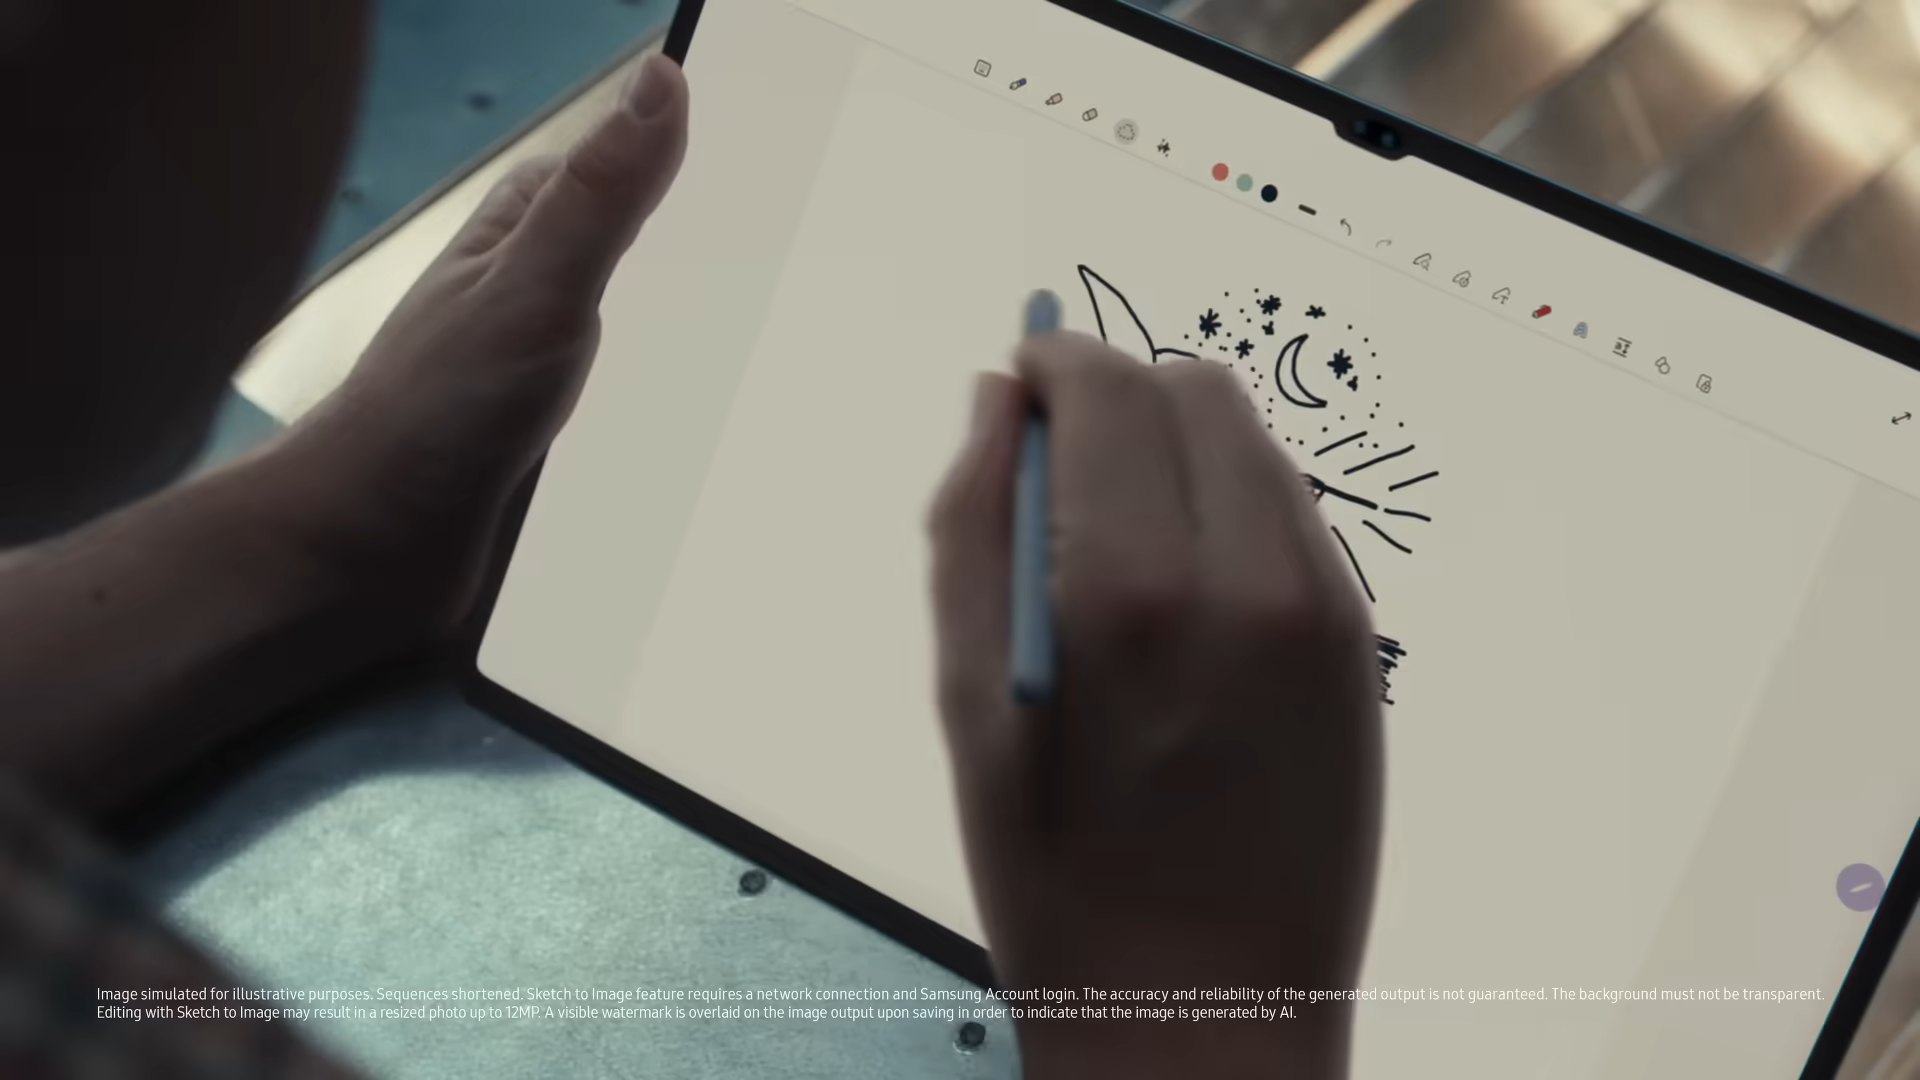 Image simulated for illustrative purposes. Sequences shortened. Sketch to Image feature requires a network connection and Samsung Account login. The accuracy and reliability of the generated output is not guaranteed. The background must not be transparent.
Editing with Sketch to Image may result in a resized photo up to 12MP. A visible watermark is overlaid on the image output upon saving in order to indicate that the image is generated by AI.